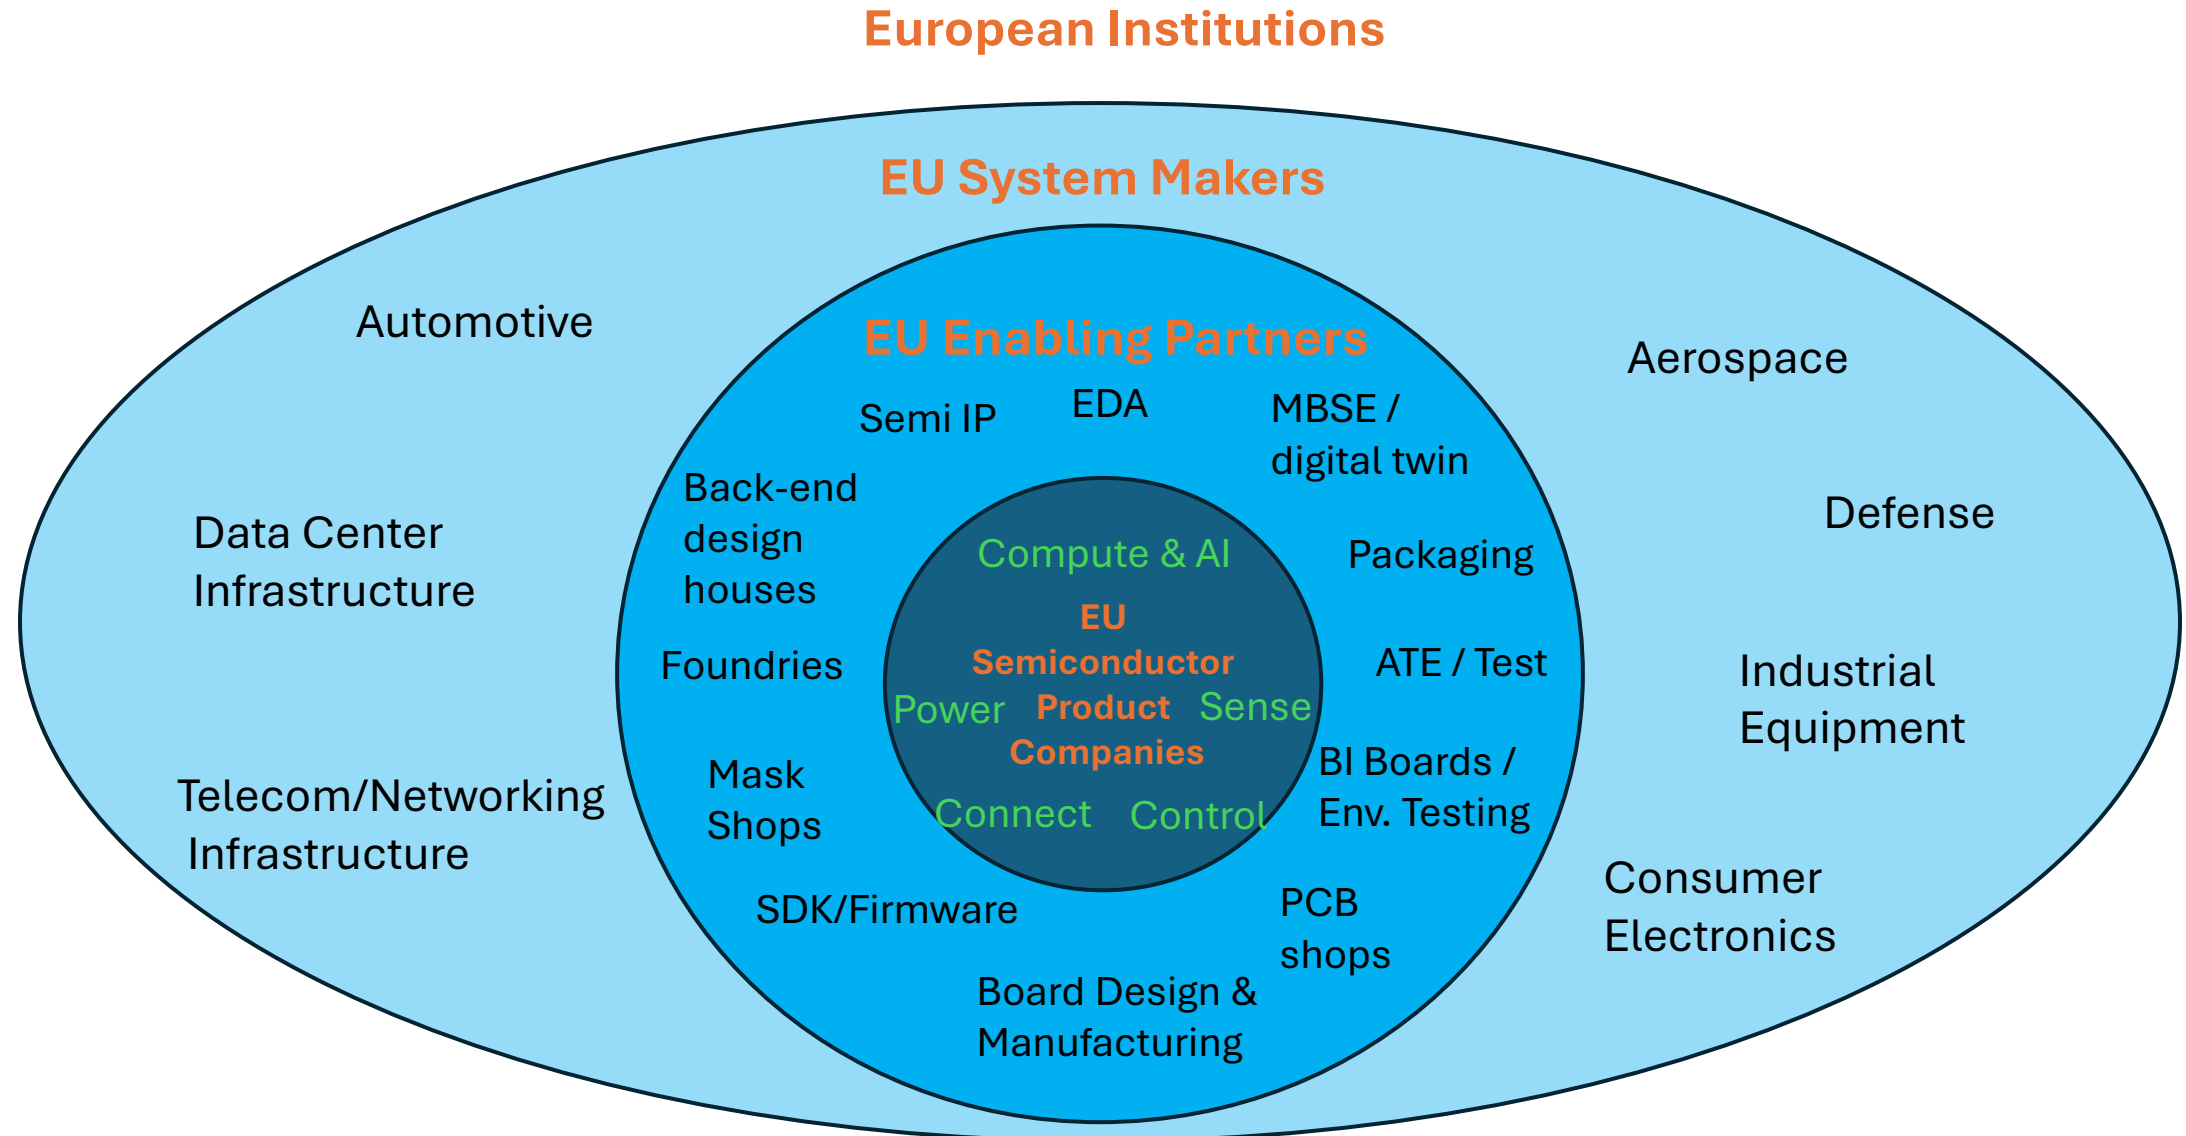 European Institutions
EU System Makers
Automotive
Data Center
Infrastructure
Telecom/Networking
Infrastructure
Aerospace
Defense
Industrial
Equipment
Consumer
Electronics
EU Enabling Partners
EDA
Semi IP
MBSE /
digital twin
Back-end
design
houses
Packaging
Foundries
ATE / Test
Mask
Shops
BI Boards /
Env. Testing
SDK/Firmware
PCB
shops
Board Design &
Manufacturing
Compute & AI
EU
Semiconductor
Product
Companies
Power
Sense
Connect
Control